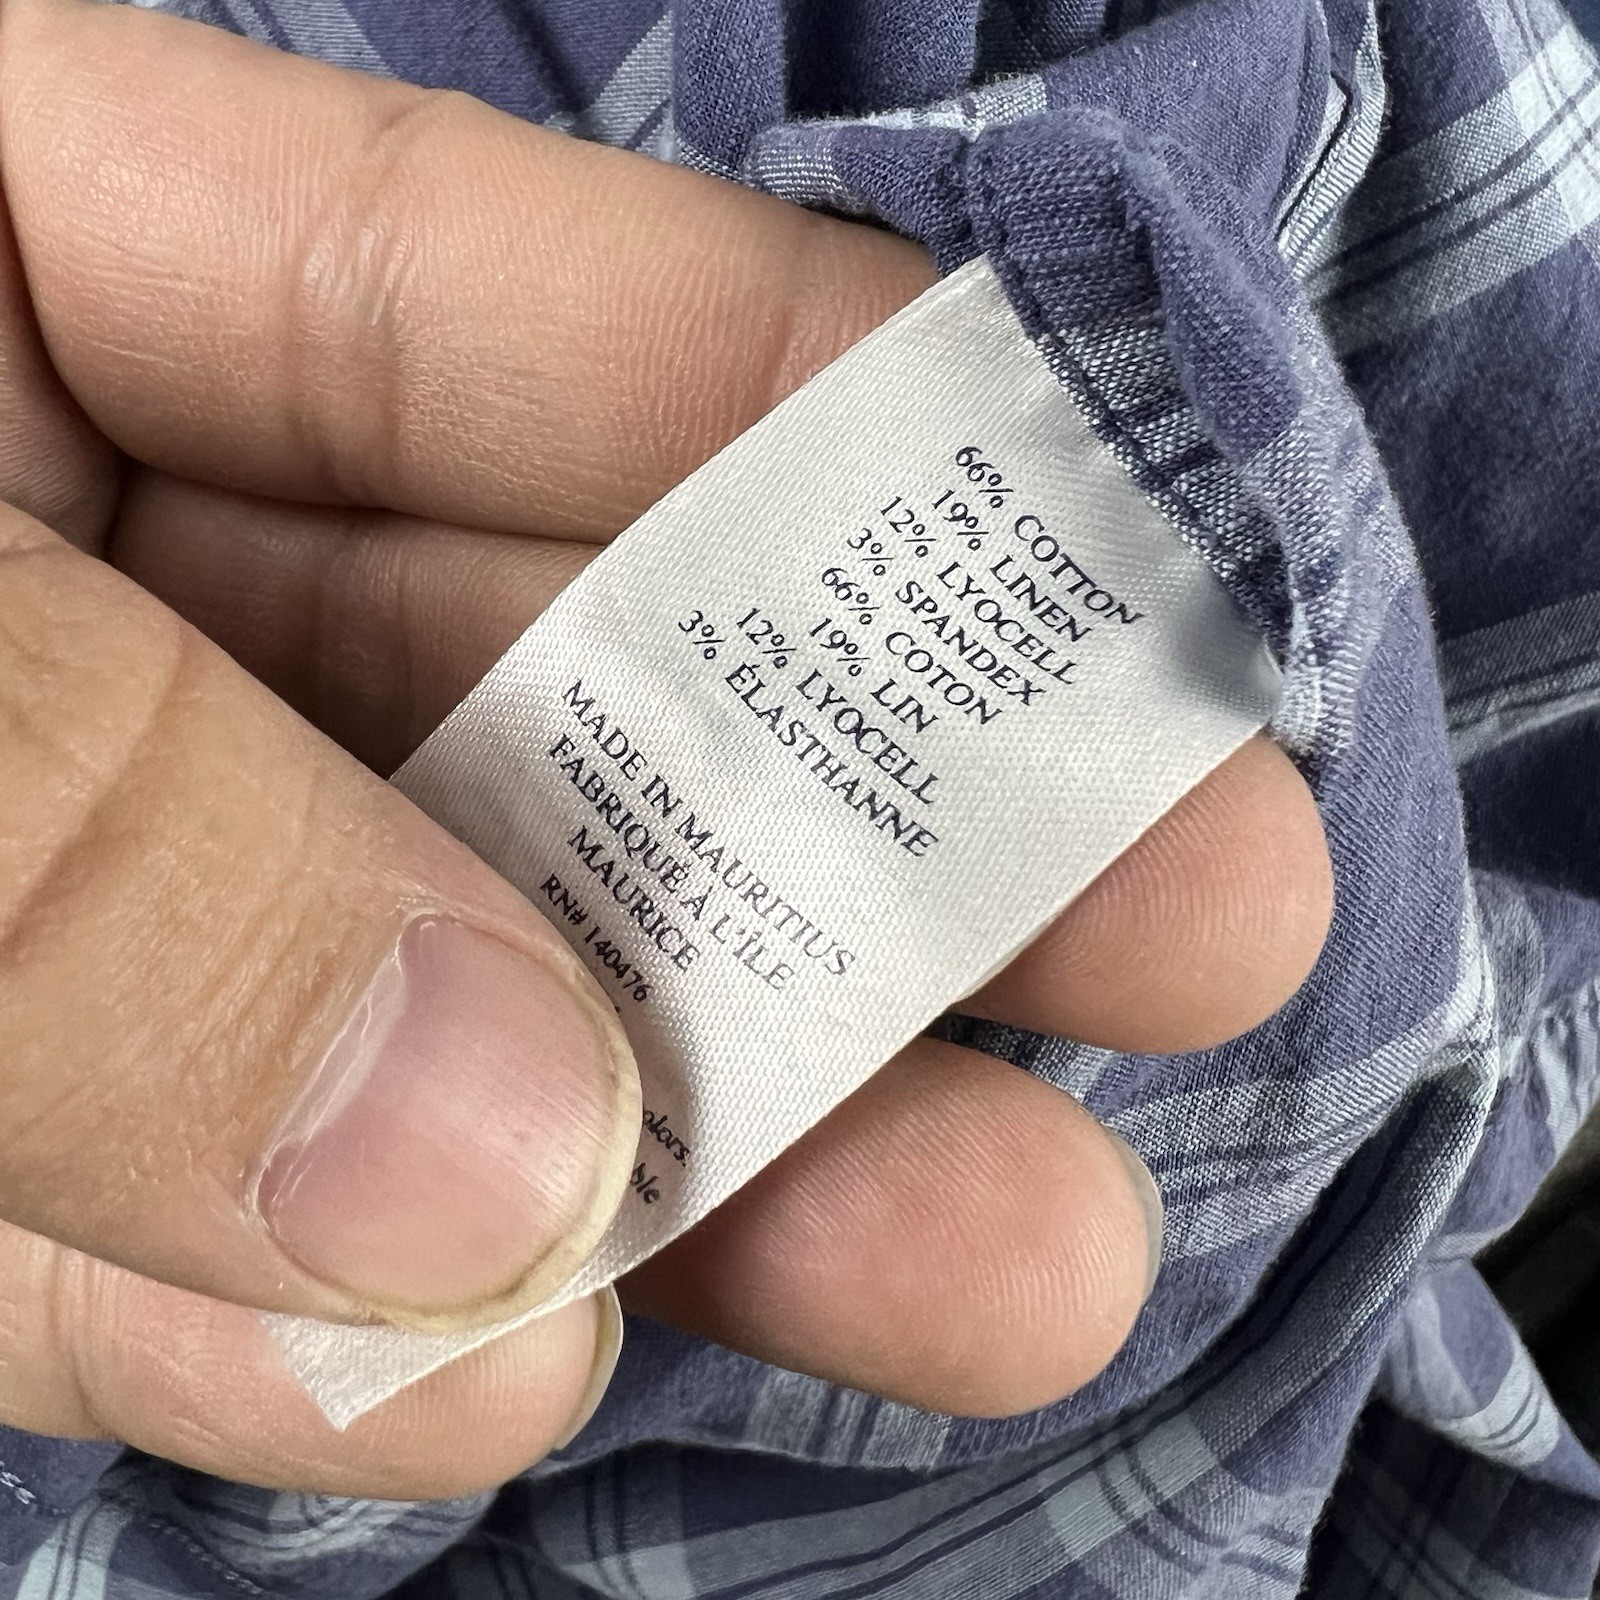 66% COTTON
19% LINEN
12% LYOCELL
3% SPANDEX
66% COTON
19% LIN
12% LYOCELL
3% ÉLASTHANNE
MADE IN MAURITIUS
FABRIQUÉ À L'ÎLE
MAURICE
RN# 140476